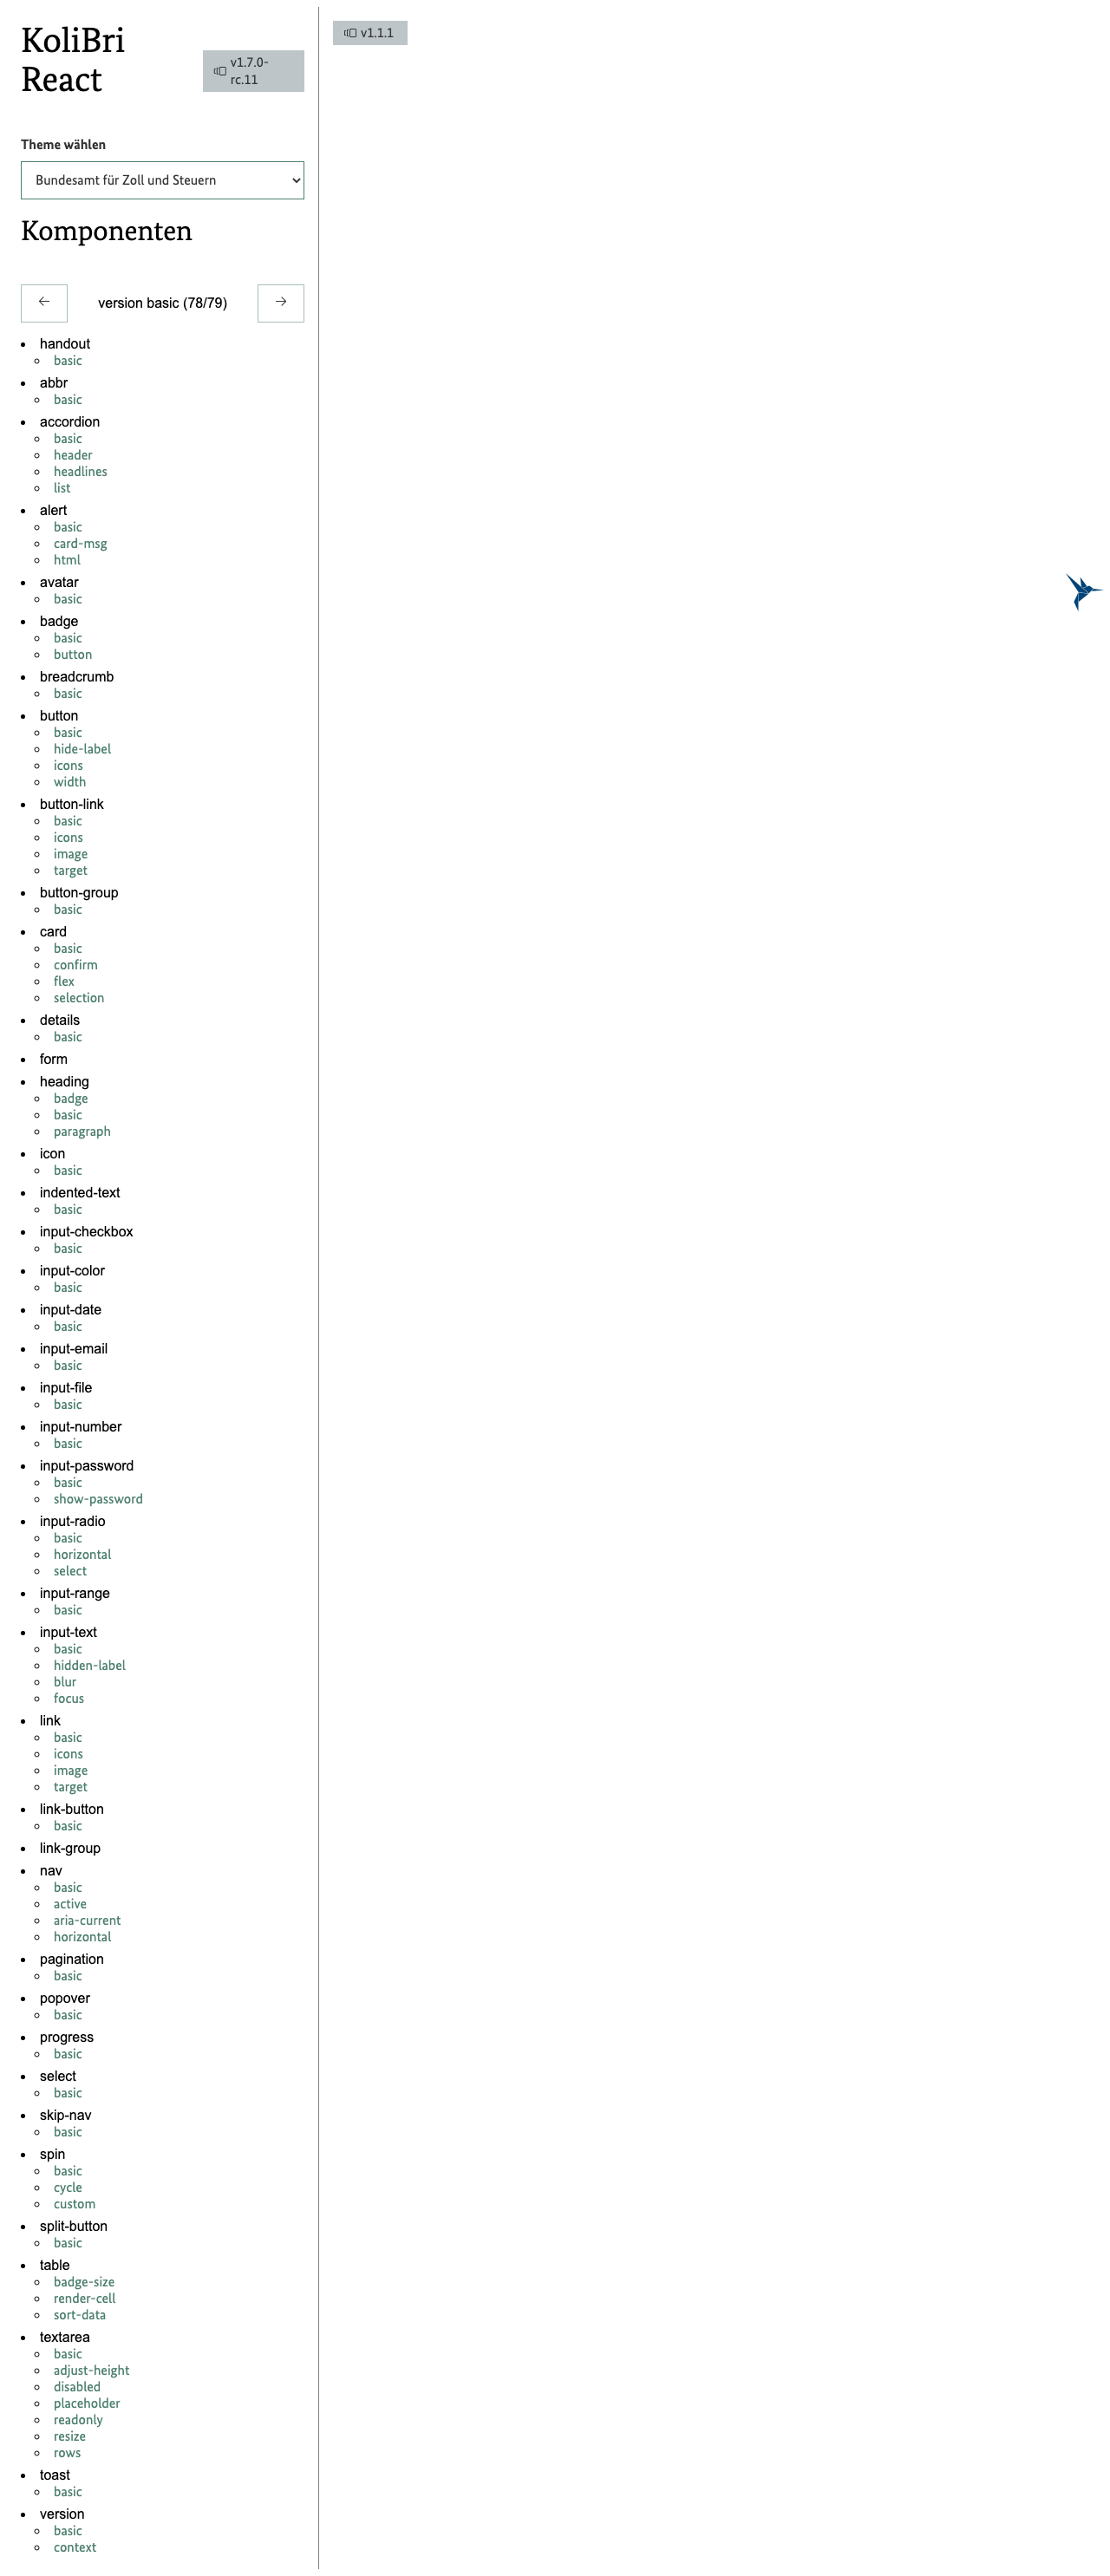 KoliBri
React
v1.7.0-
rc.11
Theme wählen
Bundesamt für Zoll und Steuern
Komponenten
version basic (78/79)
handout
basic
abbr
basic
accordion
basic
header
headlines
list
alert
basic
card-msg
html
avatar
basic
badge
basic
button
breadcrumb
basic
button
basic
hide-label
icons
width
button-link
basic
icons
image
target
button-group
basic
card
basic
confirm
flex
selection
details
basic
form
heading
badge
basic
paragraph
icon
basic
indented-text
basic
input-checkbox
basic
input-color
basic
input-date
basic
input-email
basic
input-file
basic
input-number
basic
input-password
basic
show-password
input-radio
basic
horizontal
select
input-range
basic
input-text
basic
hidden-label
blur
focus
link
basic
icons
image
target
link-button
basic
link-group
nav
basic
active
aria-current
horizontal
pagination
basic
popover
basic
progress
basic
select
basic
skip-nav
basic
spin
basic
cycle
custom
split-button
basic
table
badge-size
render-cell
sort-data
textarea
basic
adjust-height
disabled
placeholder
readonly
resize
rows
toast
basic
version
basic
context
v1.1.1